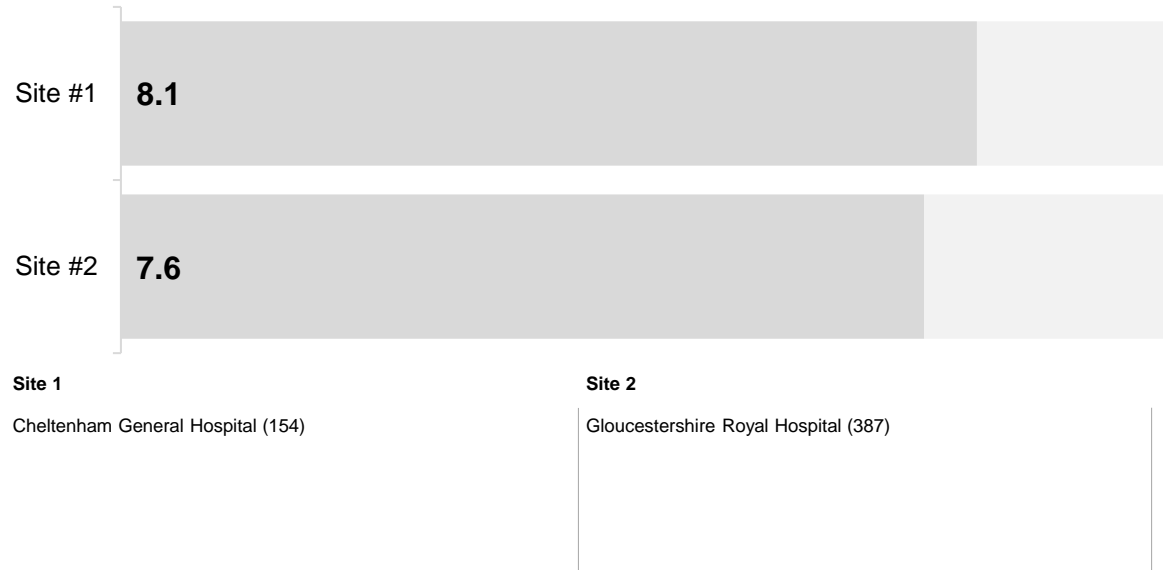 Site #1
8.1
Site #2
7.6
Site 1
Cheltenham General Hospital (154)
Site 2
Gloucestershire Royal Hospital (387)